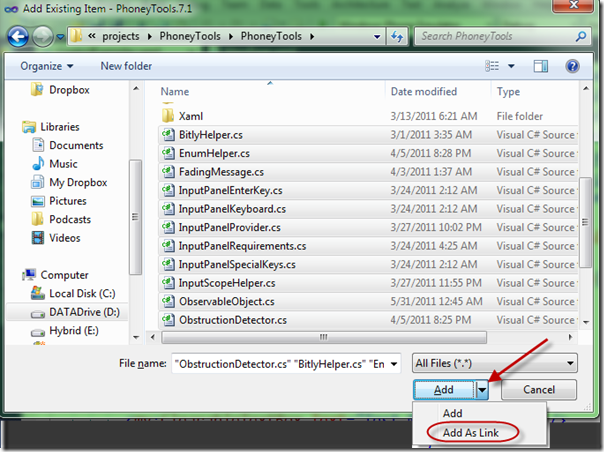 Add Existing Item - PhoneyTools.7.1
projects PhoneyTools PhoneyTools
Search PhoneyTools
Organize New folder
Name Date modified Type
Dropbox
Libraries
Documents
Music
My Dropbox
Pictures
Podcasts
Videos
Computer
Local Disk (C:)
DATADrive (D:)
Hybrid (E:)
Xaml 3/13/2011 6:21 AM File folder
BitlyHelper.cs 3/1/2011 3:35 AM Visual C# Source
EnumHelper.cs 4/5/2011 8:28 PM Visual C# Source
FadingMessage.cs 4/3/2011 1:37 AM Visual C# Source
InputPanelEnterKey.cs 3/24/2011 2:12 AM Visual C# Source
InputPanelKeyboard.cs 3/24/2011 2:12 AM Visual C# Source
InputPanelProvider.cs 3/27/2011 10:02 PM Visual C# Source
InputPanelRequirements.cs 3/24/2011 4:25 AM Visual C# Source
InputPanelSpecialKeys.cs 3/24/2011 2:12 AM Visual C# Source
InputScopeHelper.cs 3/27/2011 11:55 PM Visual C# Source
ObservableObject.cs 5/31/2011 12:45 AM Visual C# Source
ObstructionDetector.cs 4/5/2011 8:25 PM Visual C# Source
File name: "ObstructionDetector.cs" "BitlyHelper.cs" "En
All Files (*.*)
Add Cancel
Add
Add As Link